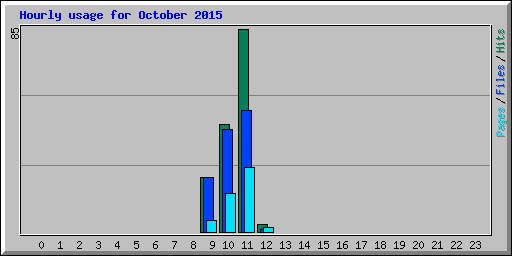 Hourly usage for October 2015
85
Pages / Files / Hits
0 1 2 3 4 5 6 7 8 9 10 11 12 13 14 15 16 17 18 19 20 21 22 23